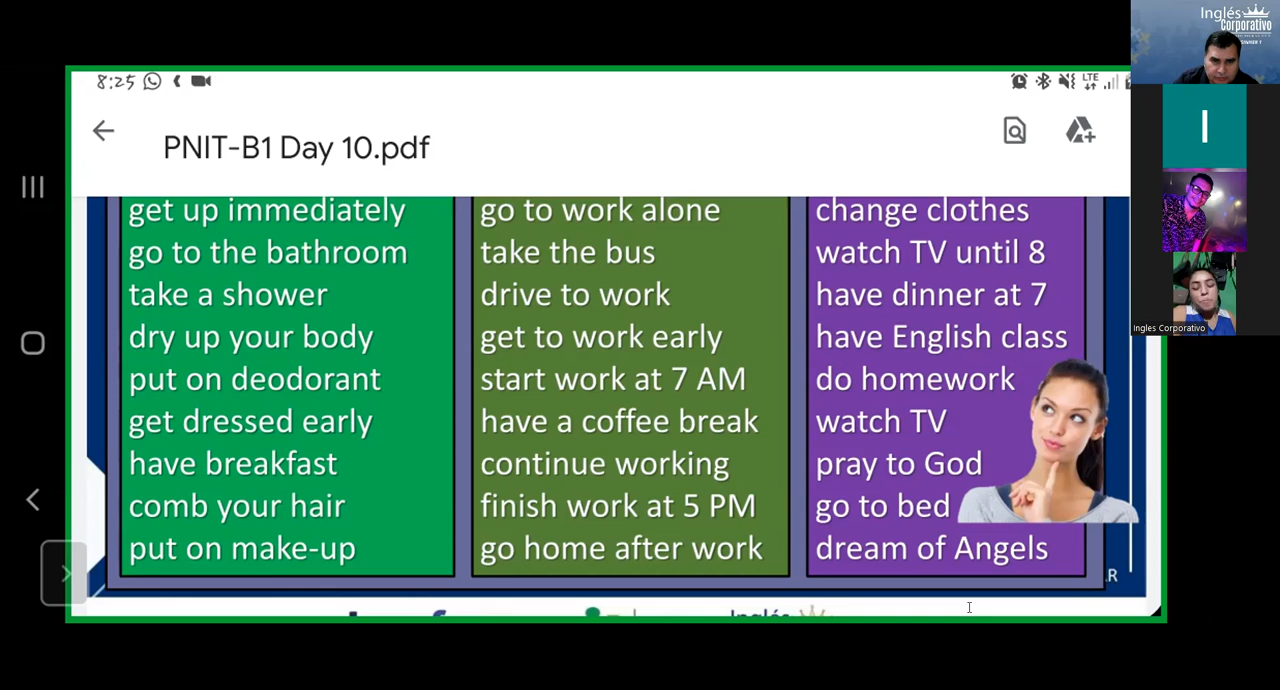 8:25
LTE
PNIT-B1 Day 10.pdf
get up immediately
go to the bathroom
take a shower
dry up your body
put on deodorant
get dressed early
have breakfast
comb your hair
put on make-up
go to work alone
take the bus
drive to work
get to work early
start work at 7 AM
have a coffee break
continue working
finish work at 5 PM
go home after work
change clothes
watch TV until 8
have dinner at 7
have English class
do homework
watch TV
pray to God
go to bed
dream of Angels
Inglés
Inglés
Corporativo
I
Ingles Corporativo